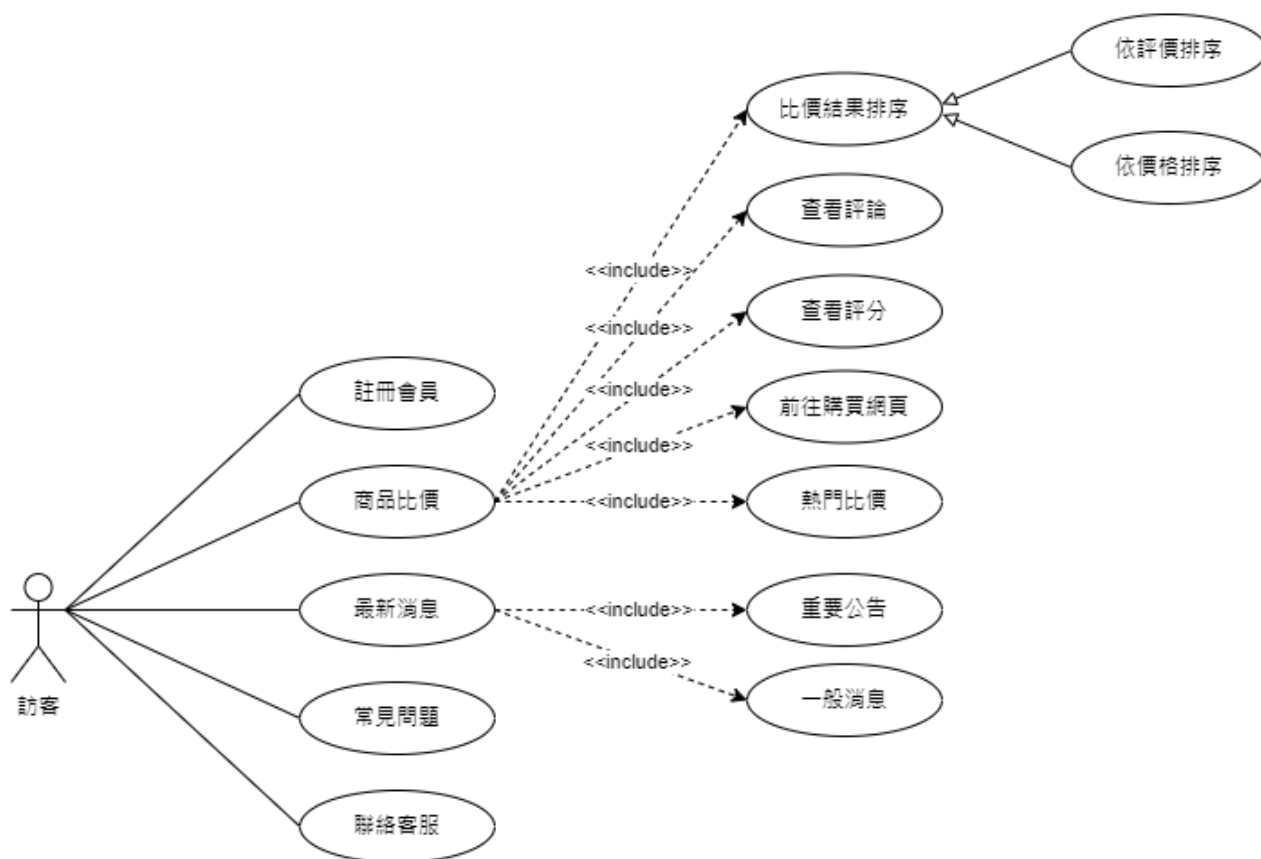 依評價排序
比價結果排序
依價格排序
查看評論
<<include>>
查看評分
<<include>>
註冊會員
<<include>>
前往購買網頁
<<include>>
商品比價
<<include>>
熱門比價
最新消息
<<include>>
重要公告
<<include>>
一般消息
訪客
常見問題
聯絡客服